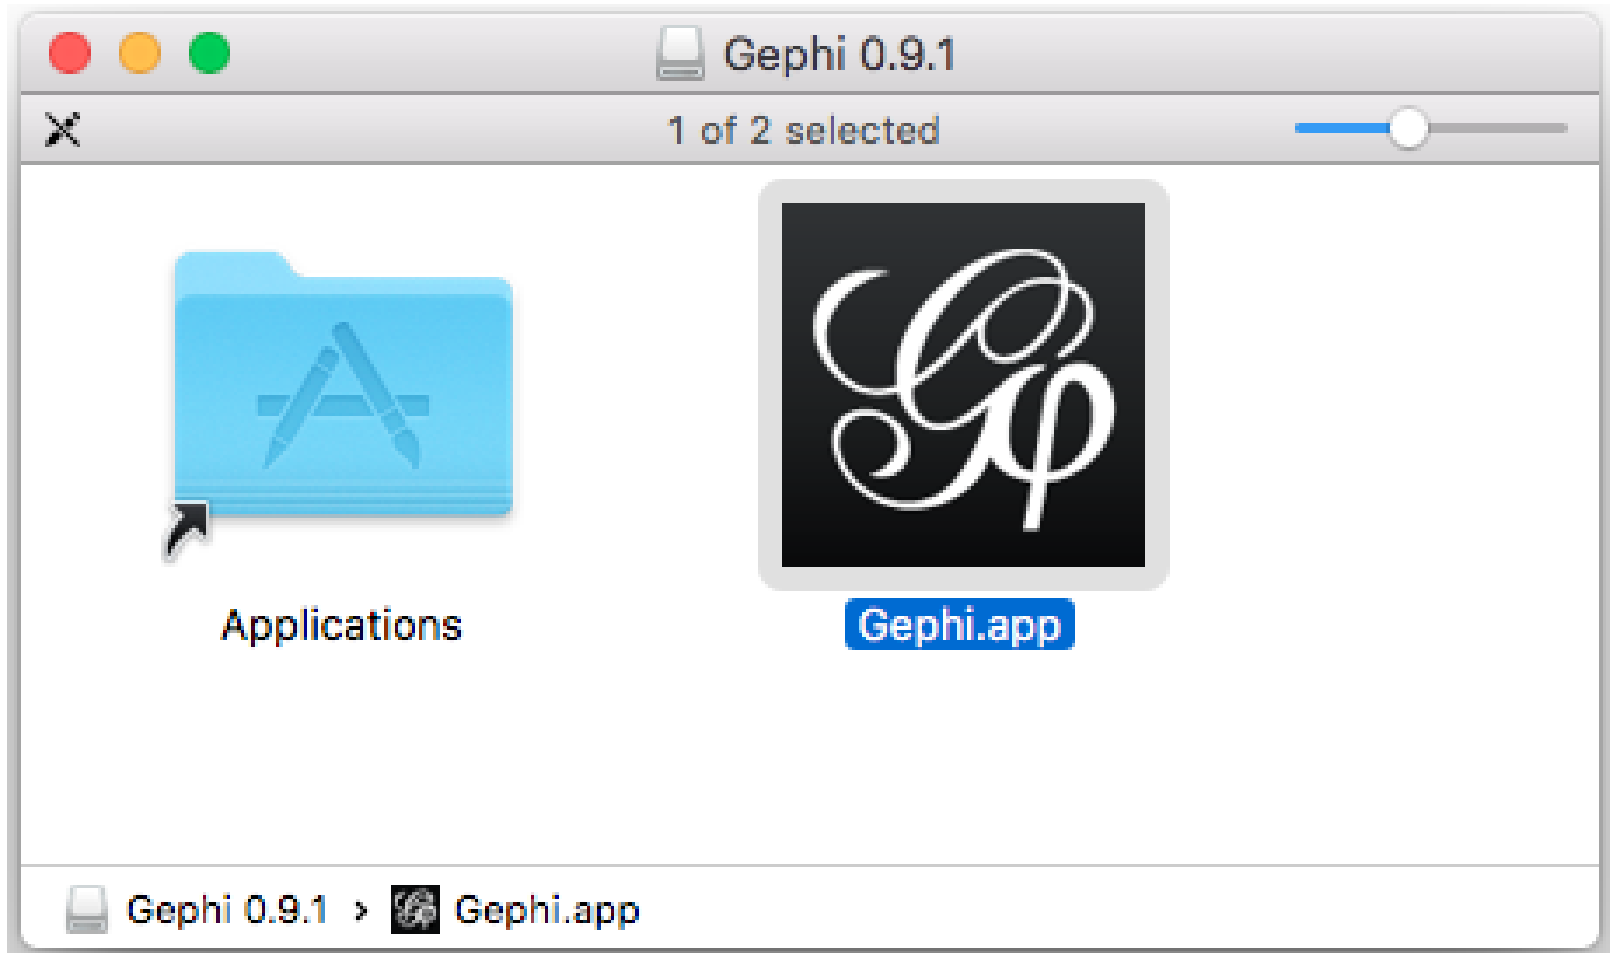 Gephi 0.9.1
1 of 2 selected
Applications
Gephi.app
Gephi 0.9.1 › Gephi.app